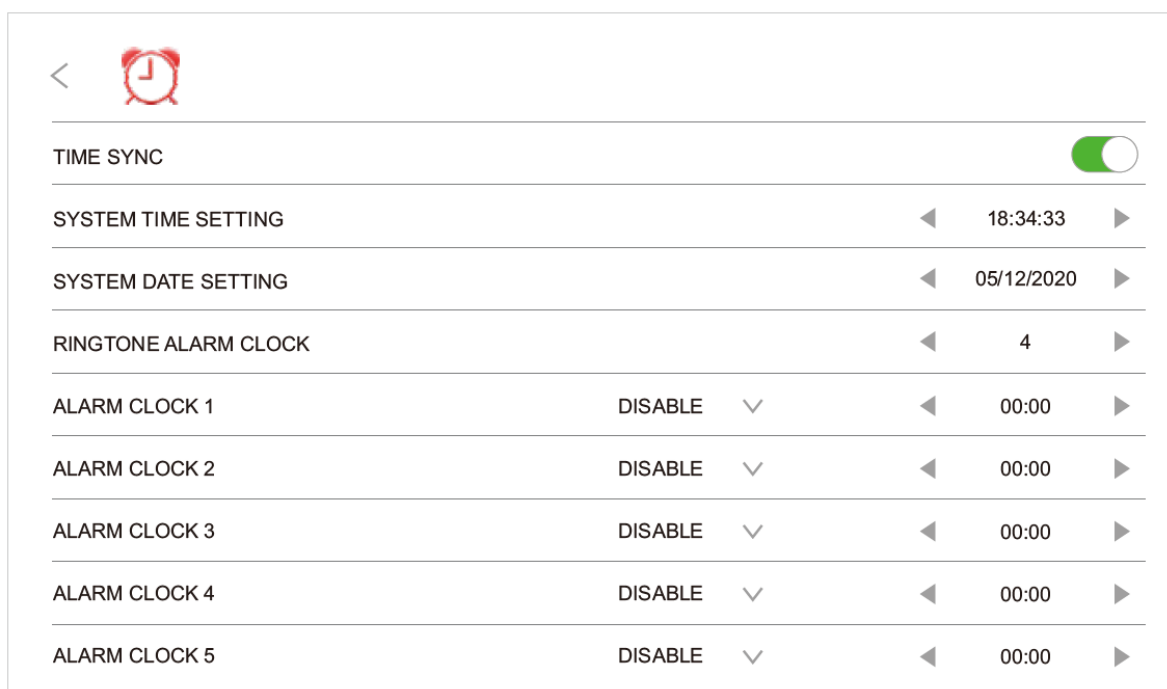 TIME SYNC
SYSTEM TIME SETTING 18:34:33
SYSTEM DATE SETTING 05/12/2020
RINGTONE ALARM CLOCK 4
ALARM CLOCK 1 DISABLE 00:00
ALARM CLOCK 2 DISABLE 00:00
ALARM CLOCK 3 DISABLE 00:00
ALARM CLOCK 4 DISABLE 00:00
ALARM CLOCK 5 DISABLE 00:00